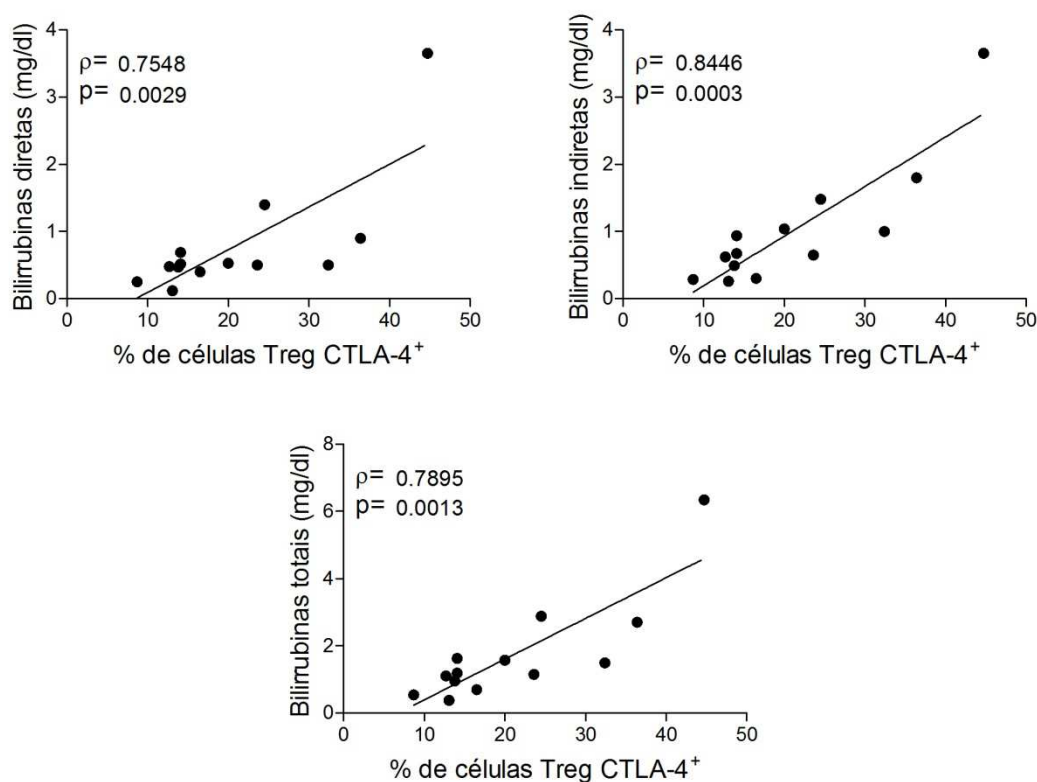 Bilirrubinas diretas (mg/dl)
4
3
2
1
0
ρ= 0.7548
p= 0.0029
0 10 20 30 40 50
% de células Treg CTLA-4⁺
Bilirrubinas indiretas (mg/dl)
4
3
2
1
0
ρ= 0.8446
p= 0.0003
0 10 20 30 40 50
% de células Treg CTLA-4⁺
Bilirrubinas totais (mg/dl)
8
6
4
2
0
ρ= 0.7895
p= 0.0013
0 10 20 30 40 50
% de células Treg CTLA-4⁺